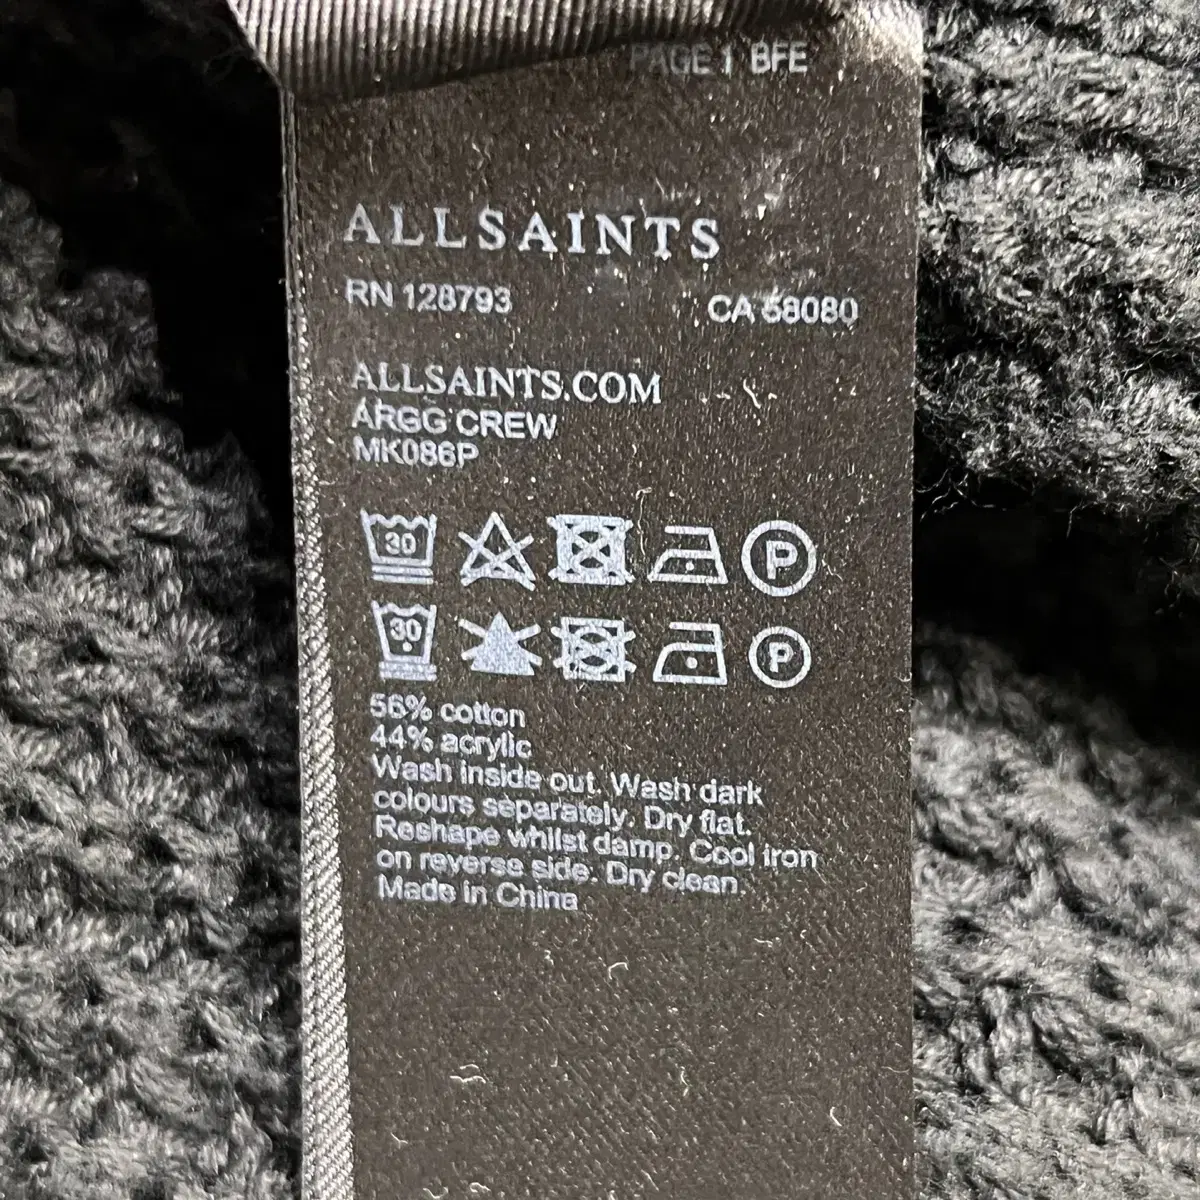 PAGE 1 BFE
ALLSAINTS
RN 128793 CA 58080
ALLSAINTS.COM
ARGG CREW
MK086P
30 P
30 P
56% cotton
44% acrylic
Wash inside out. Wash dark
colours separately. Dry flat.
Reshape whilst damp. Cool iron
on reverse side. Dry clean.
Made in China